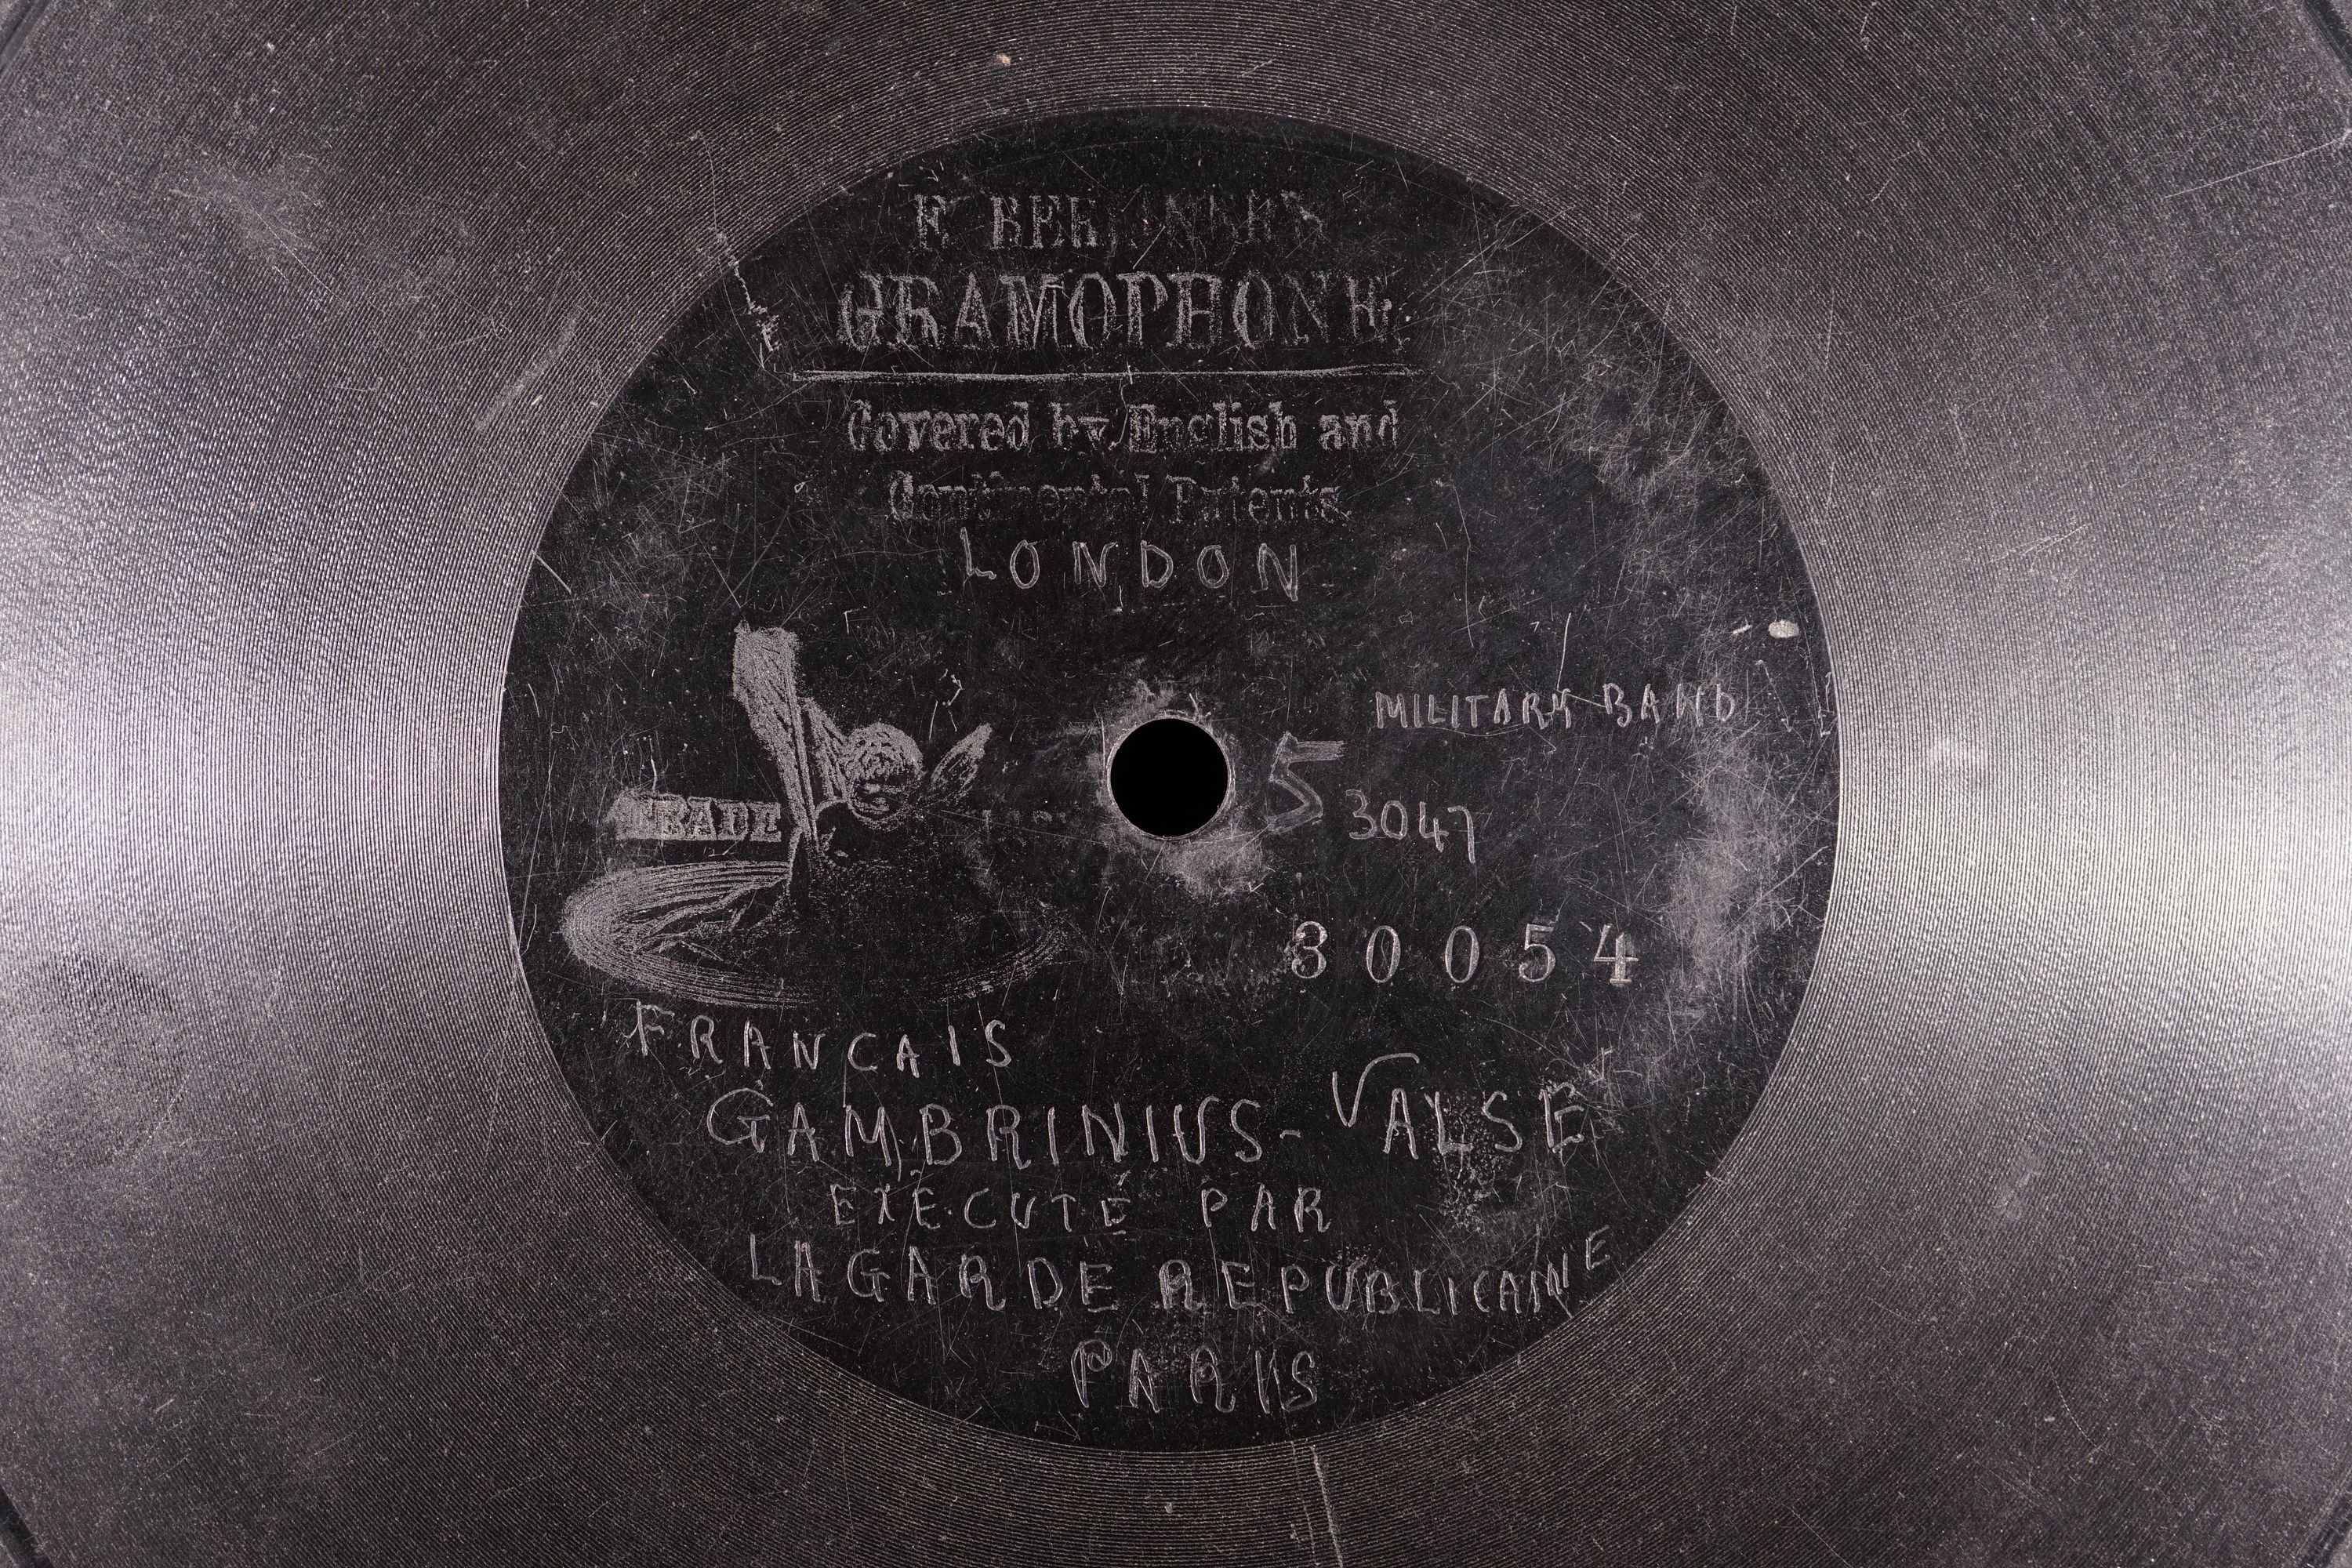 E BERLINER'S
GRAMOPHONE.
Covered by English and
Continental Patents.
LONDON
MILITARY BAND
5
3047
TRADE
30054
FRANCAIS
GAMBRINIUS - VALSE
EXÉCUTÉ PAR
LA GARDE REPUBLICAINE
PARIS